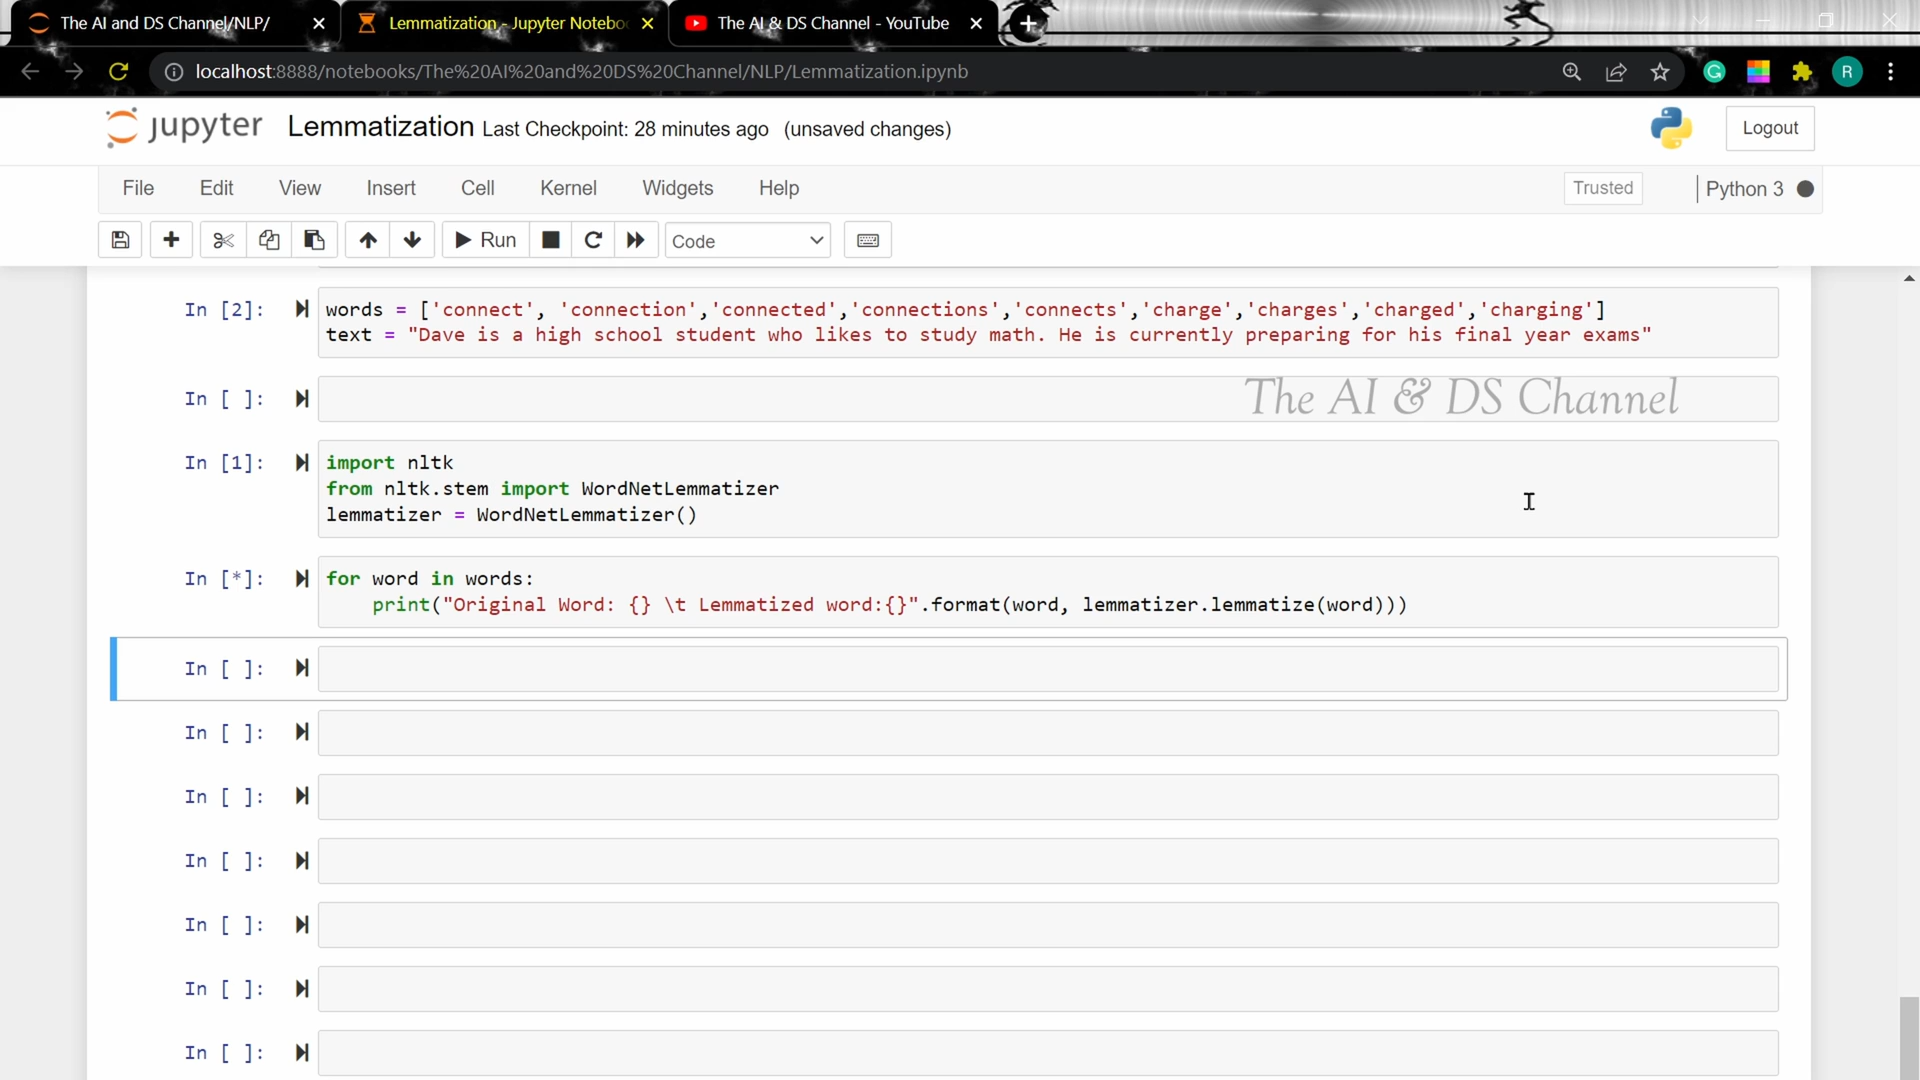 The AI and DS Channel/NLP/
Lemmatization - Jupyter Notebo
The AI & DS Channel - YouTube
localhost:8888/notebooks/The%20AI%20and%20DS%20Channel/NLP/Lemmatization.ipynb
R
jupyter Lemmatization Last Checkpoint: 28 minutes ago (unsaved changes)
Logout
File Edit View Insert Cell Kernel Widgets Help
Trusted
Python 3
Run
Code
In [2]: words = ['connect', 'connection','connected','connections','connects','charge','charges','charged','charging']
text = "Dave is a high school student who likes to study math. He is currently preparing for his final year exams"
In [ ]:
The AI & DS Channel
In [1]: import nltk
from nltk.stem import WordNetLemmatizer
lemmatizer = WordNetLemmatizer()
In [*]: for word in words:
print("Original Word: {} \t Lemmatized word:{}".format(word, lemmatizer.lemmatize(word)))
In [ ]:
In [ ]:
In [ ]:
In [ ]:
In [ ]:
In [ ]:
In [ ]: